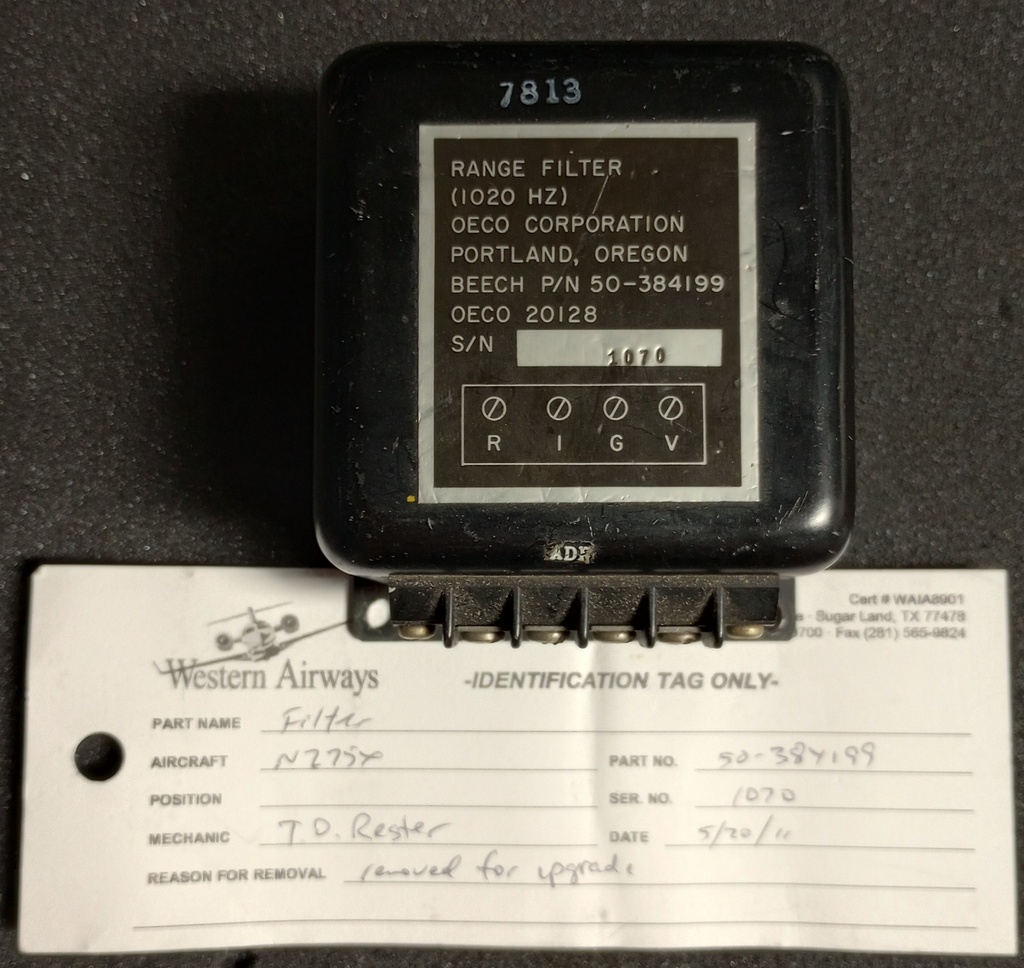 7813
RANGE FILTER
(1020 HZ)
OECO CORPORATION
PORTLAND, OREGON
BEECH P/N 50-384199
OECO 20128
S/N 1070
R I G V
ADF
Cert # WAIA8901
· Sugar Land, TX 77478
· Fax (281) 565-9824
Western Airways
-IDENTIFICATION TAG ONLY-
PART NAME Filter
AIRCRAFT N275X PART NO. 50-384199
POSITION SER. NO. 1070
MECHANIC T.D. Rester DATE 5/20/11
REASON FOR REMOVAL removed for upgrade